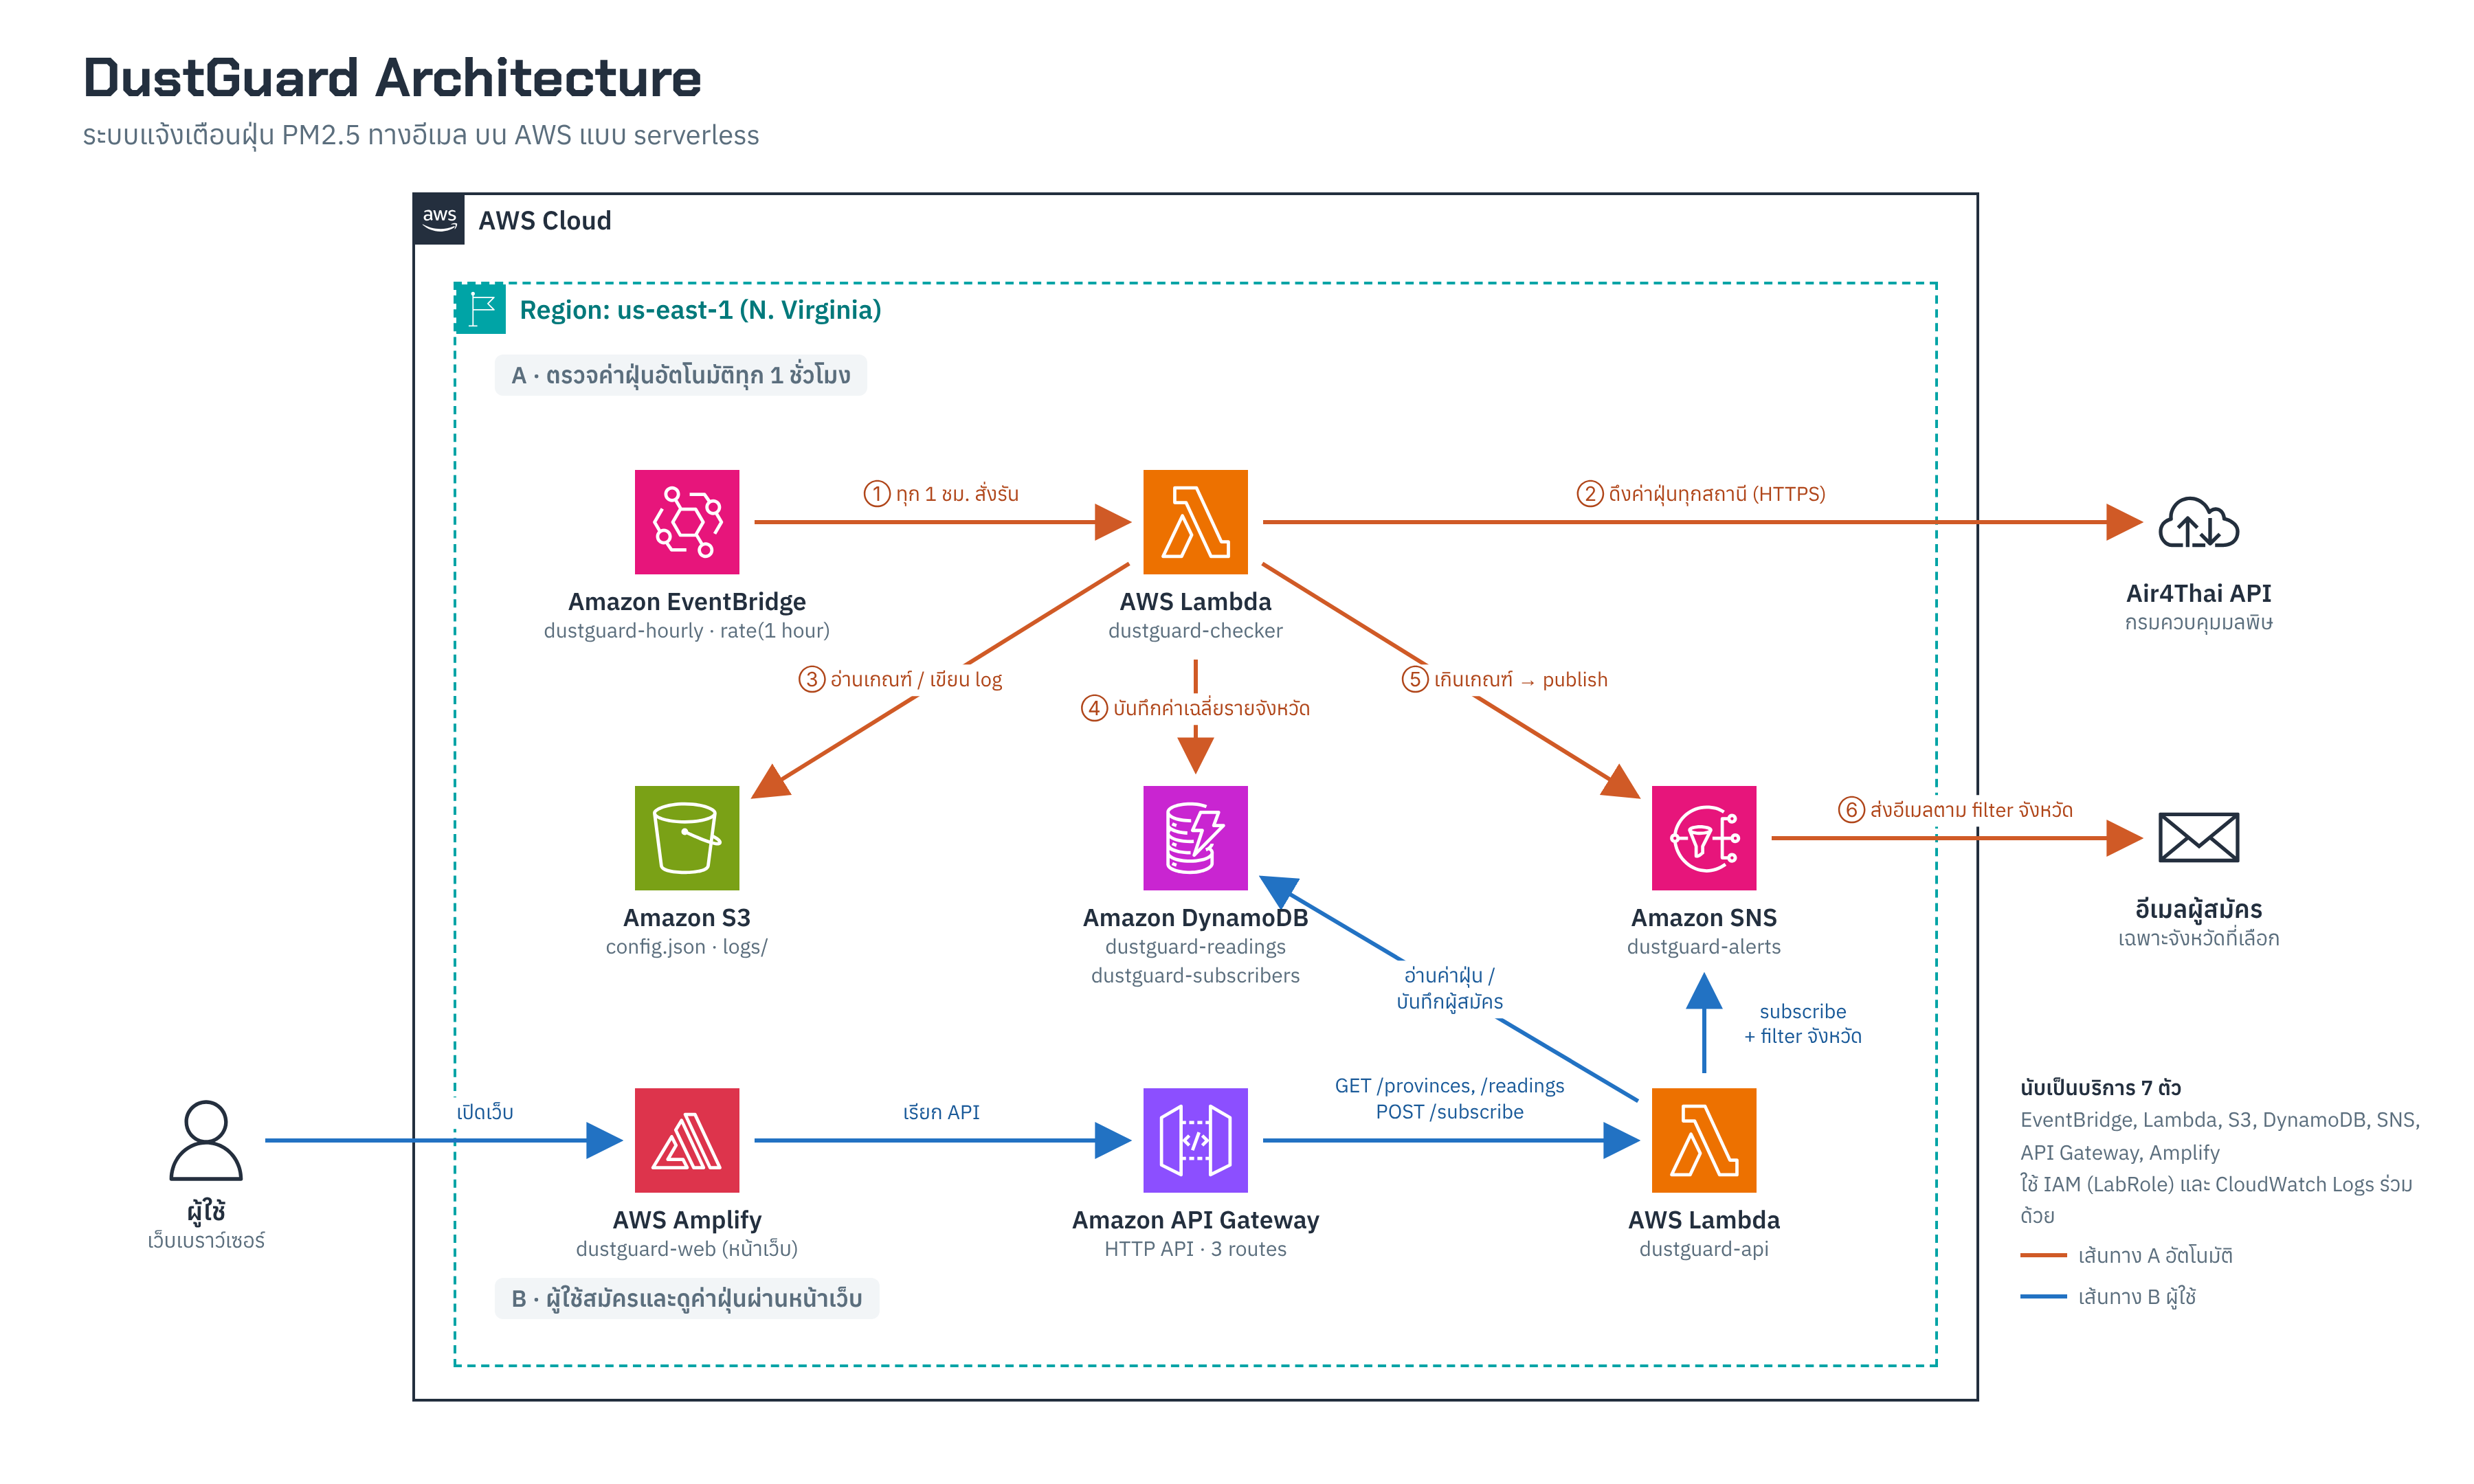 DustGuard Architecture
ระบบแจ้งเตือนฝุ่น PM2.5 ทางอีเมล บน AWS แบบ serverless
aws
AWS Cloud
Region: us-east-1 (N. Virginia)
A · ตรวจค่าฝุ่นอัตโนมัติทุก 1 ชั่วโมง
① ทุก 1 ชม. สั่งรัน
② ดึงค่าฝุ่นทุกสถานี (HTTPS)
Amazon EventBridge
dustguard-hourly · rate(1 hour)
AWS Lambda
dustguard-checker
Air4Thai API
กรมควบคุมมลพิษ
③ อ่านเกณฑ์ / เขียน log
④ บันทึกค่าเฉลี่ยรายจังหวัด
⑤ เกินเกณฑ์ → publish
⑥ ส่งอีเมลตาม filter จังหวัด
Amazon S3
config.json · logs/
Amazon DynamoDB
dustguard-readings
dustguard-subscribers
Amazon SNS
dustguard-alerts
อีเมลผู้สมัคร
เฉพาะจังหวัดที่เลือก
อ่านค่าฝุ่น /
บันทึกผู้สมัคร
subscribe
+ filter จังหวัด
เปิดเว็บ
เรียก API
GET /provinces, /readings
POST /subscribe
</> 
ผู้ใช้
เว็บเบราว์เซอร์
AWS Amplify
dustguard-web (หน้าเว็บ)
Amazon API Gateway
HTTP API · 3 routes
AWS Lambda
dustguard-api
B · ผู้ใช้สมัครและดูค่าฝุ่นผ่านหน้าเว็บ
นับเป็นบริการ 7 ตัว
EventBridge, Lambda, S3, DynamoDB, SNS,
API Gateway, Amplify
ใช้ IAM (LabRole) และ CloudWatch Logs ร่วม
ด้วย
เส้นทาง A อัตโนมัติ
เส้นทาง B ผู้ใช้